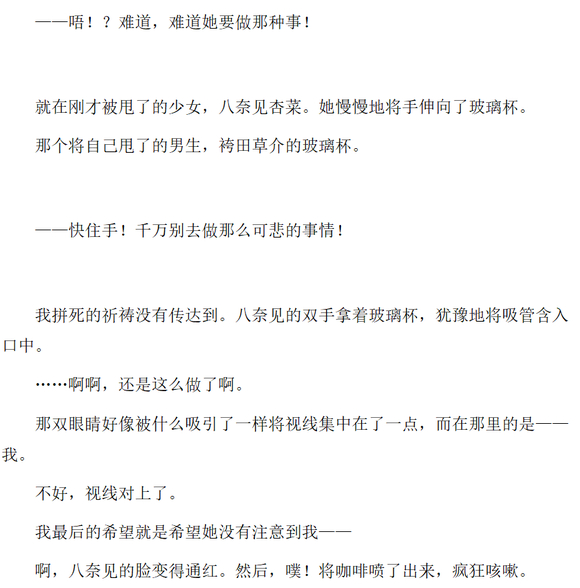 ——唔！？难道，难道她要做那种事！
就在刚才被甩了的少女，八奈见杏菜。她慢慢地将手伸向了玻璃杯。
那个将自己甩了的男生，袴田草介的玻璃杯。
——快住手！千万别去做那么可悲的事情！
我拼死的祈祷没有传达到。八奈见的双手拿着玻璃杯，犹豫地将吸管含入
口中。
……啊啊，还是这么做了啊。
那双眼睛好像被什么吸引了一样将视线集中在了一点，而在那里的是——
我。
不好，视线对上了。
我最后的希望就是希望她没有注意到我——
啊，八奈见的脸变得通红。然后，噗！将咖啡喷了出来，疯狂咳嗽。